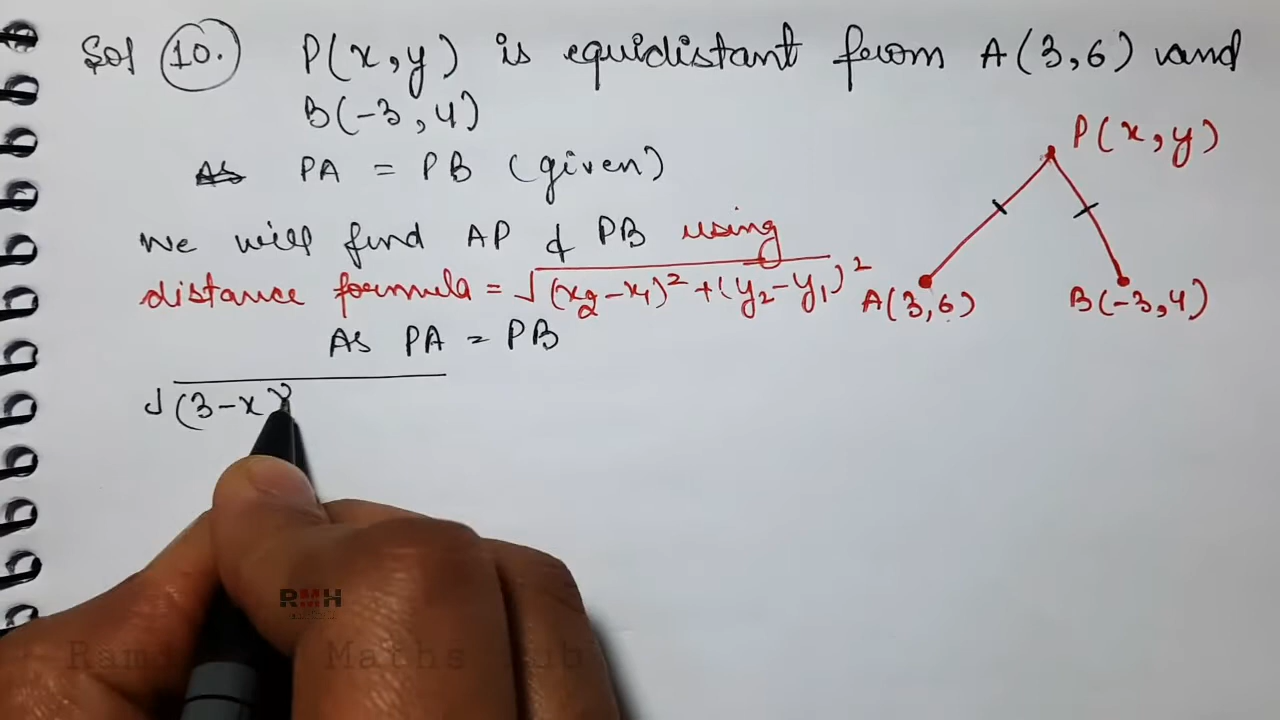 Sol 10. P(x,y) is equidistant from A(3,6) and
B(-3,4)
As PA = PB (given)
We will find AP & PB using
distance formula = √(x₂-x₁)² + (y₂-y₁)²
As PA = PB
√(3-x)²
P(x,y)
A(3,6)
B(-3,4)
RMH
Maths